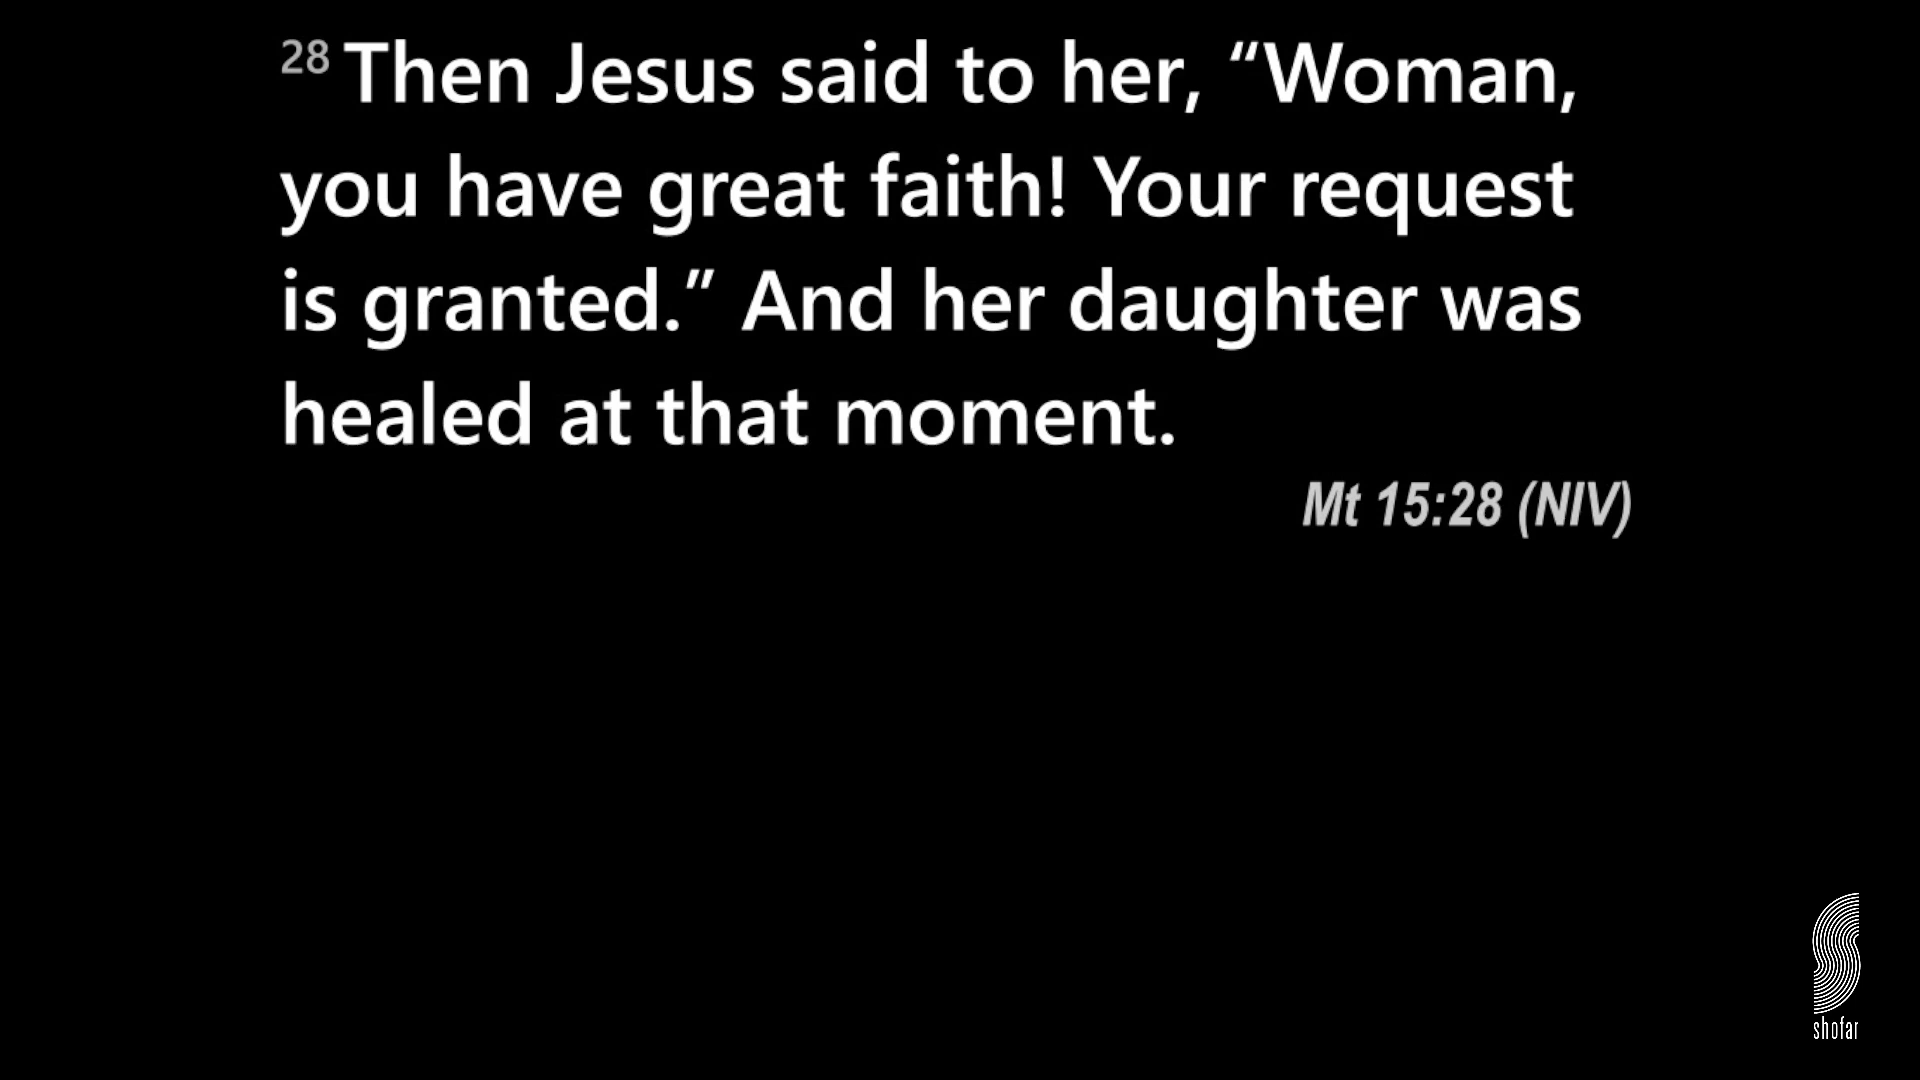 28 Then Jesus said to her, “Woman,
you have great faith! Your request
is granted.” And her daughter was
healed at that moment.
Mt 15:28 (NIV)
shofar